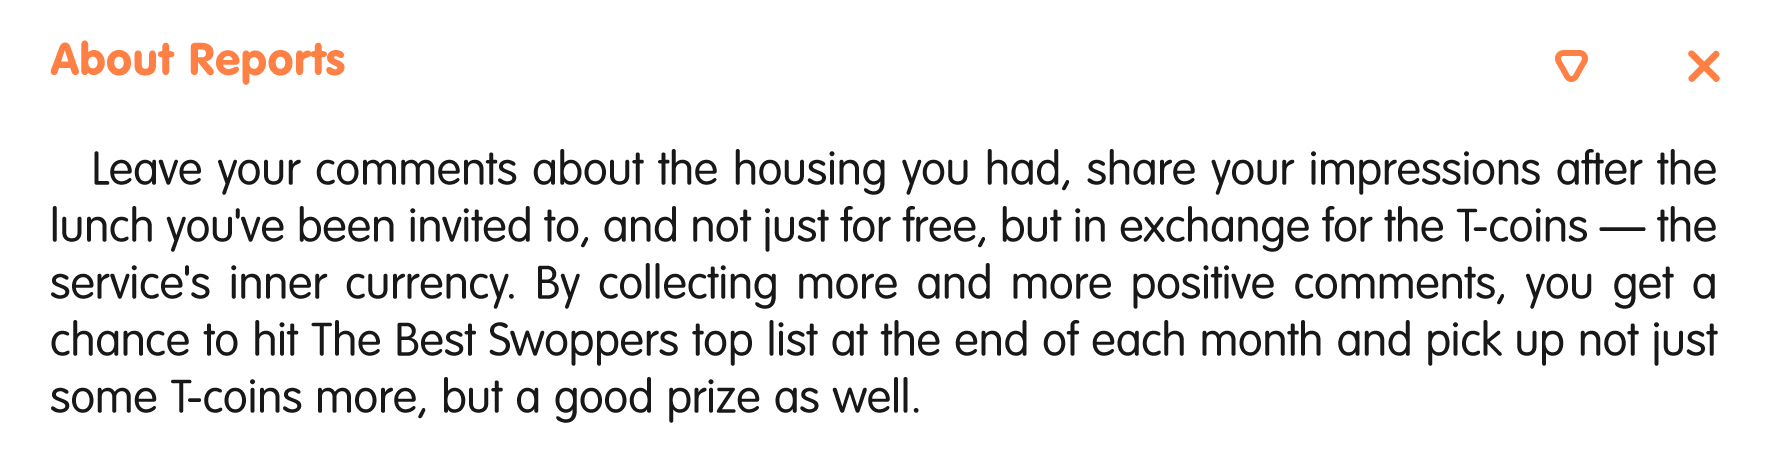 About Reports
Leave your comments about the housing you had, share your impressions after the
lunch you've been invited to, and not just for free, but in exchange for the T-coins — the
service's inner currency. By collecting more and more positive comments, you get a
chance to hit The Best Swoppers top list at the end of each month and pick up not just
some T-coins more, but a good prize as well.